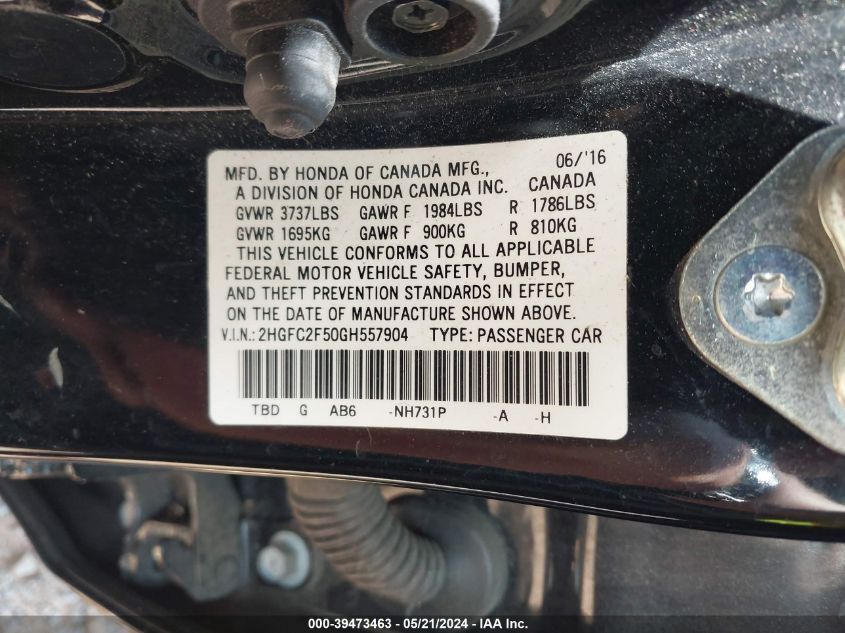 MFD. BY HONDA OF CANADA MFG., 06/'16
A DIVISION OF HONDA CANADA INC. CANADA
GVWR 3737LBS GAWR F 1984LBS R 1786LBS
GVWR 1695KG GAWR F 900KG R 810KG
THIS VEHICLE CONFORMS TO ALL APPLICABLE
FEDERAL MOTOR VEHICLE SAFETY, BUMPER,
AND THEFT PREVENTION STANDARDS IN EFFECT
ON THE DATE OF MANUFACTURE SHOWN ABOVE.
V.I.N.: 2HGFC2F50GH557904 TYPE: PASSENGER CAR
TBD G AB6 -NH731P -A -H
000-39473463 - 05/21/2024 - IAA Inc.